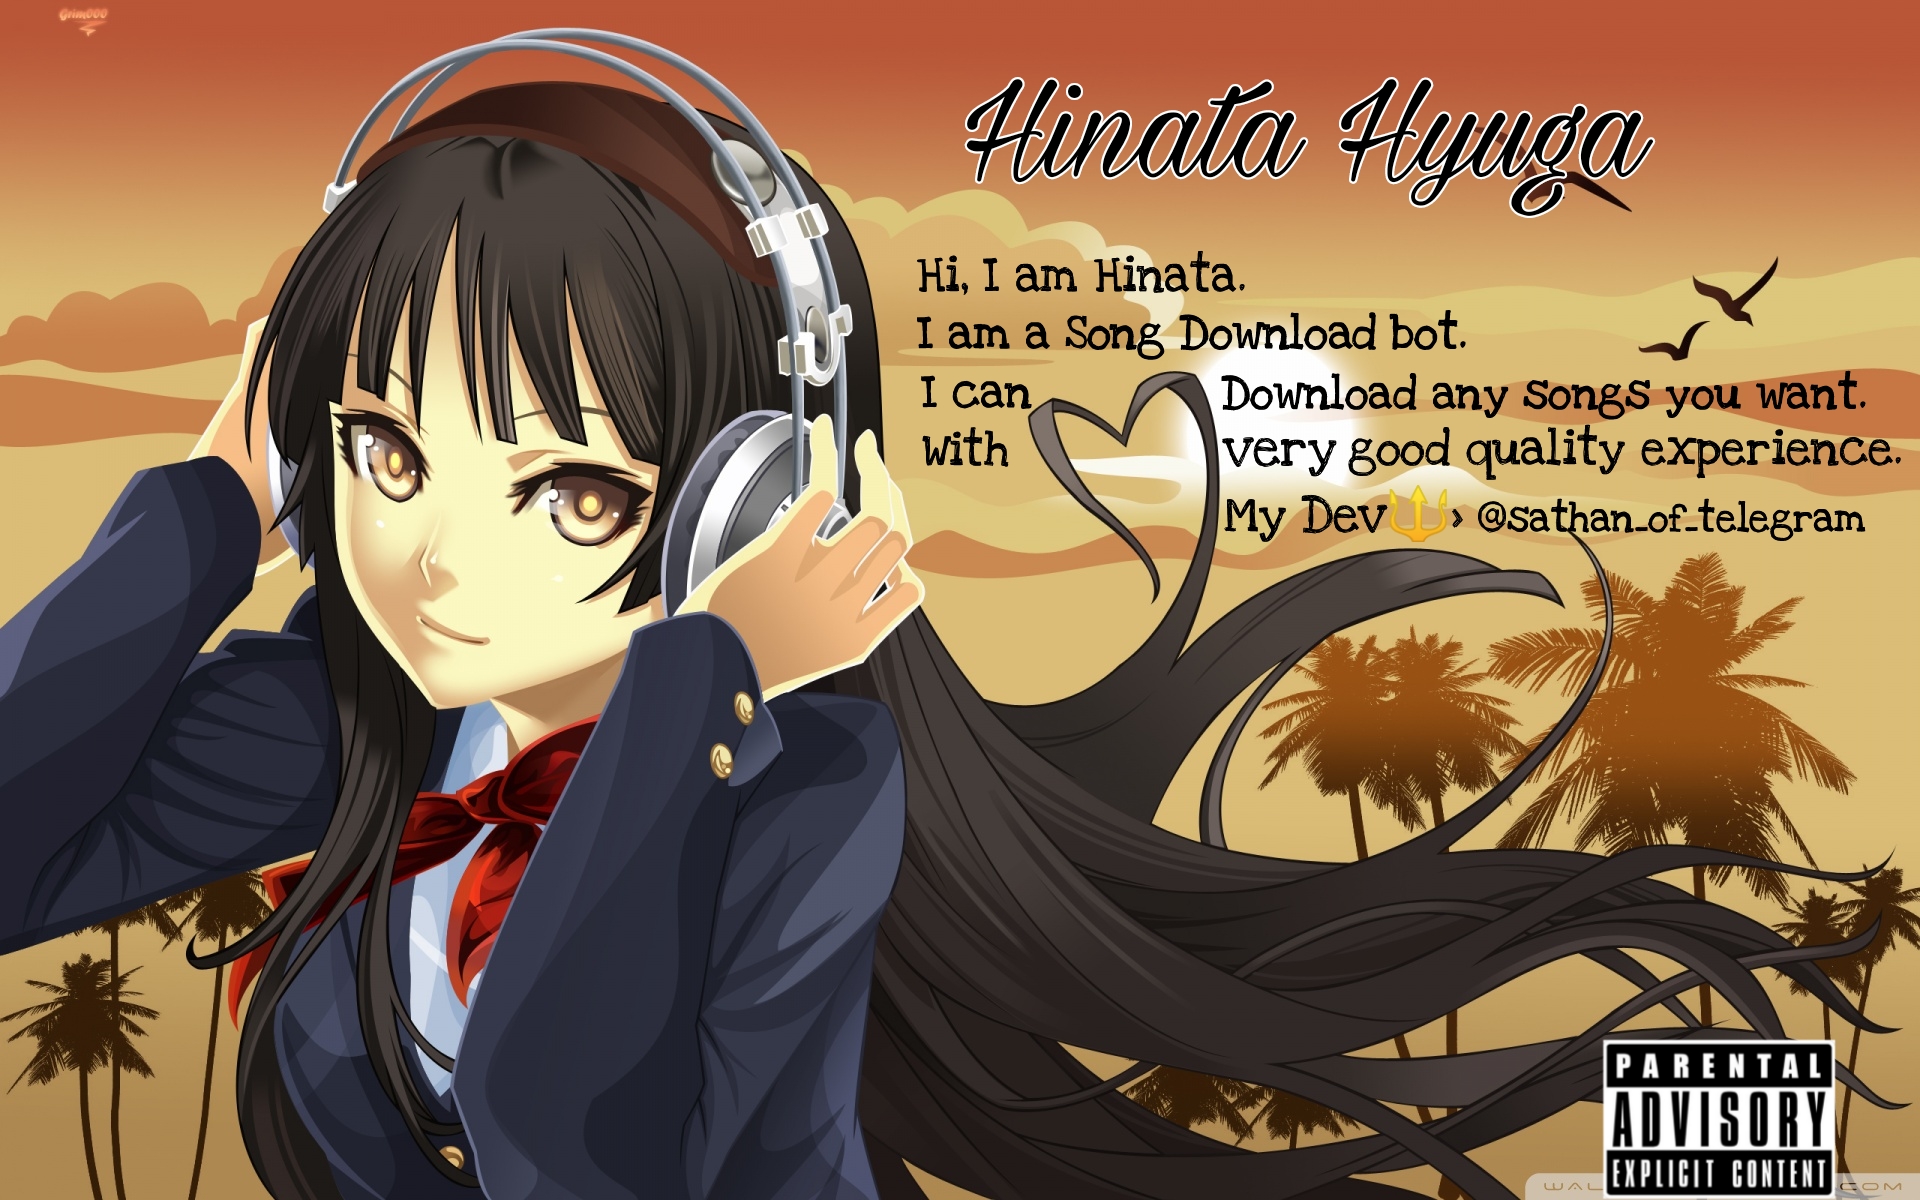 Grim000
Hinata Hyuga
Hi, I am Hinata.
I am a Song Download bot.
I can Download any songs you want.
with very good quality experience.
My Dev🔱› @sathan_of_telegram
PARENTAL
ADVISORY
EXPLICIT CONTENT